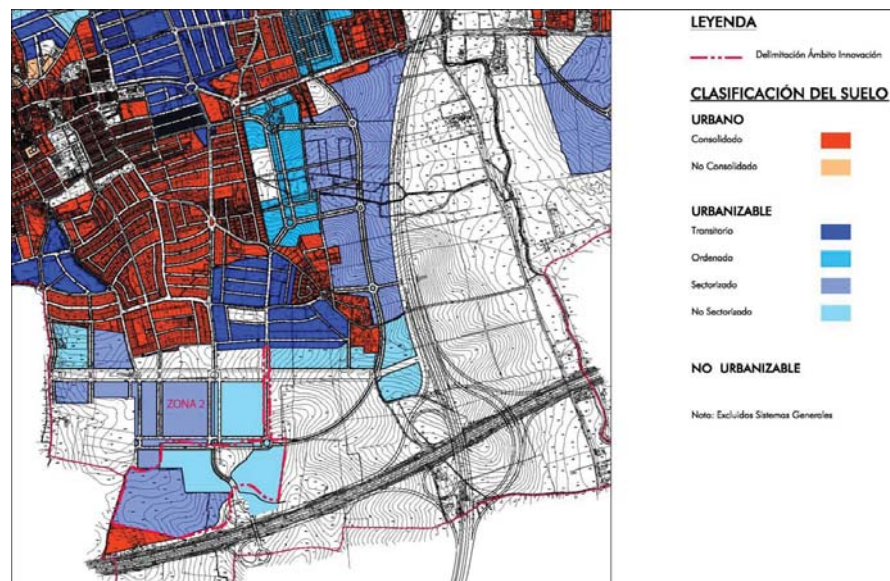 LEYENDA
Delimitación Ámbito Innovación
CLASIFICACIÓN DEL SUELO
URBANO
Consolidado
No Consolidado
URBANIZABLE
Transitorio
Ordenado
Sectorizado
No Sectorizado
NO URBANIZABLE
Nota: Excluidos Sistemas Generales
ZONA 2